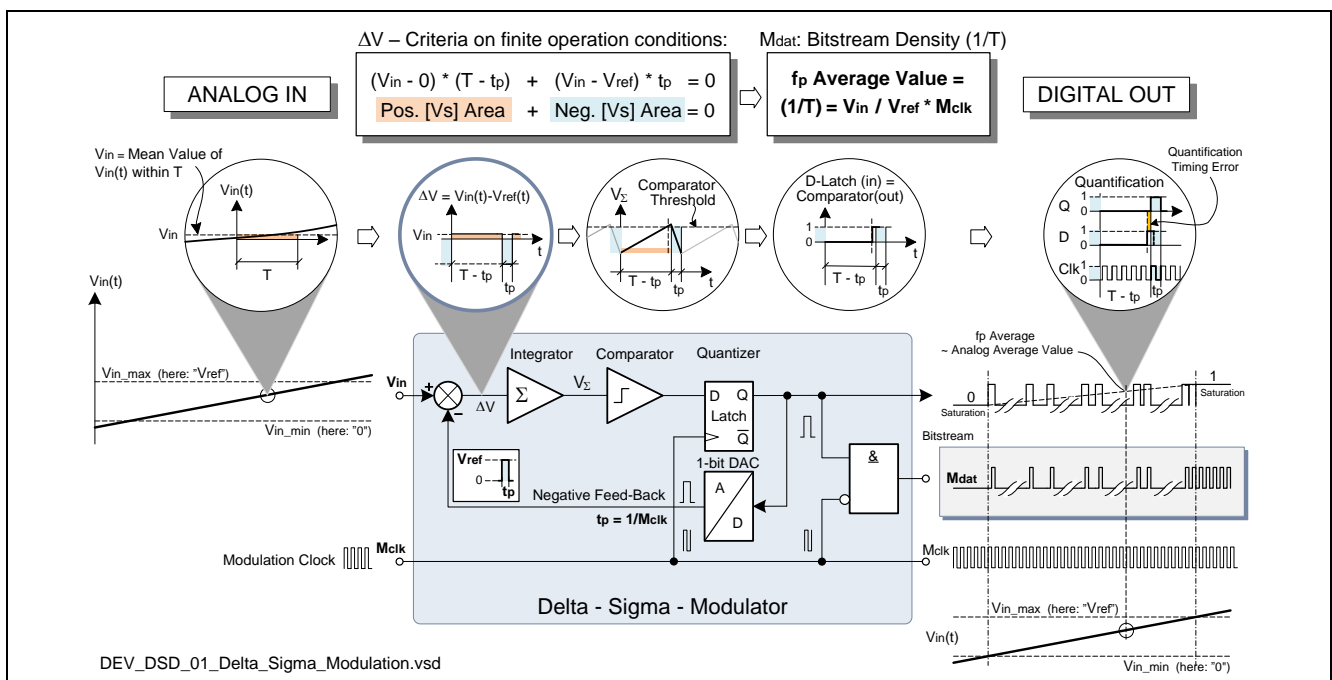 ΔV – Criteria on finite operation conditions:
Mdat: Bitstream Density (1/T)
ANALOG IN
(Vin - 0) * (T - tp) + (Vin - Vref) * tp = 0
Pos. [Vs] Area + Neg. [Vs] Area = 0
fp Average Value =
(1/T) = Vin / Vref * Mclk
DIGITAL OUT
Vin = Mean Value of
Vin(t) within T
Vin(t)
Vin
T
ΔV = Vin(t)-Vref(t)
Vin
t
T - tp
tp
VΣ
Comparator
Threshold
T - tp
tp
t
D-Latch (in) =
Comparator(out)
1
0
t
T - tp
tp
Quantification
Timing Error
Quantification
Q
1
0
D
1
0
Clk
1
0
T - tp
tp
Vin(t)
Vin_max (here: "Vref")
Vin_min (here: "0")
Vin
+
−
ΔV
Integrator
Σ
VΣ
Comparator
Quantizer
D Q
Latch
Q
1-bit DAC
A
D
&
Vref
0
tp
Negative Feed-Back
tp = 1/Mclk
Modulation Clock
Mclk
Delta - Sigma - Modulator
fp Average
~ Analog Average Value
0
Saturation
1
Saturation
Bitstream
Mdat
Mclk
Vin_max (here: "Vref")
Vin(t)
Vin_min (here: "0")
DEV_DSD_01_Delta_Sigma_Modulation.vsd